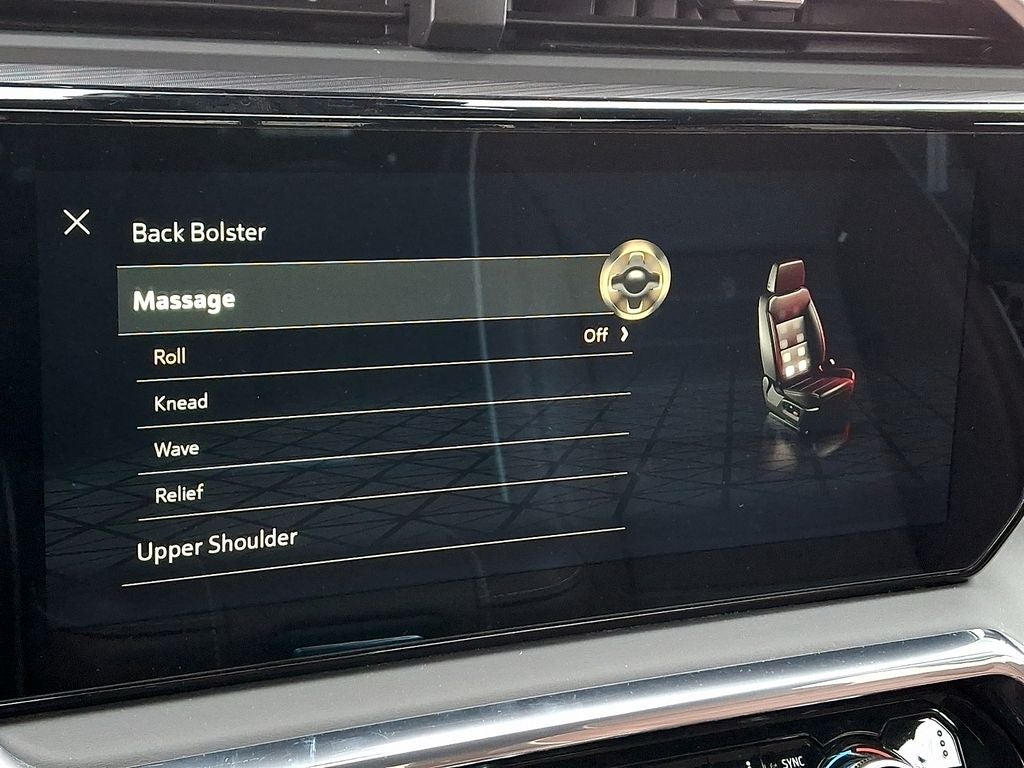 Back Bolster
Massage
Off
Roll
Knead
Wave
Relief
Upper Shoulder
SYNC